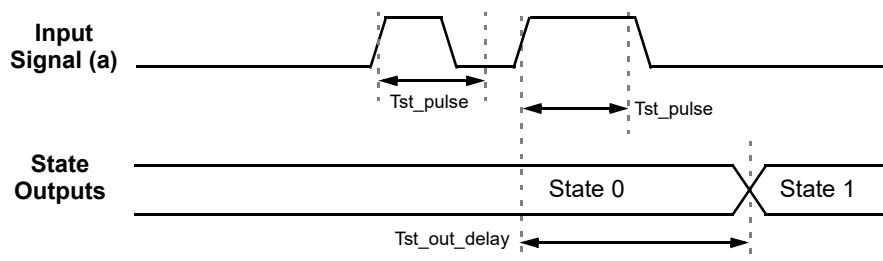 Input
Signal (a)
Tst_pulse
Tst_pulse
State
Outputs
State 0
State 1
Tst_out_delay